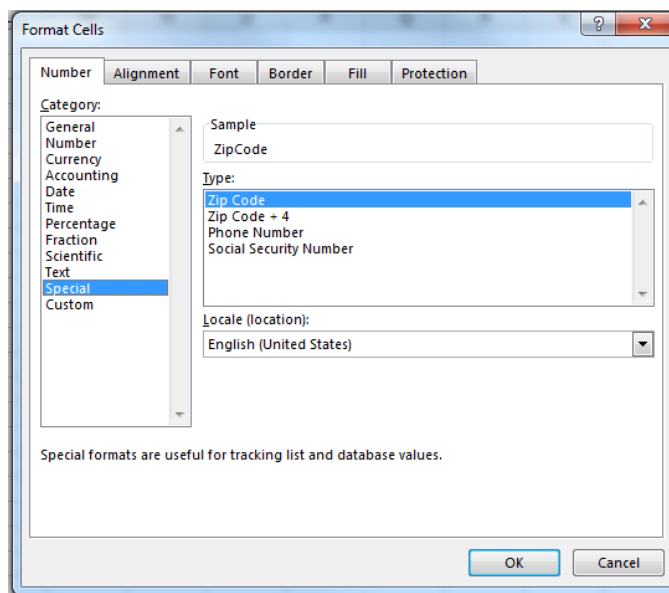 Format Cells
Number
Alignment
Font
Border
Fill
Protection
Category:
General
Number
Currency
Accounting
Date
Time
Percentage
Fraction
Scientific
Text
Special
Custom
Sample
ZipCode
Type:
Zip Code
Zip Code + 4
Phone Number
Social Security Number
Locale (location):
English (United States)
Special formats are useful for tracking list and database values.
OK
Cancel